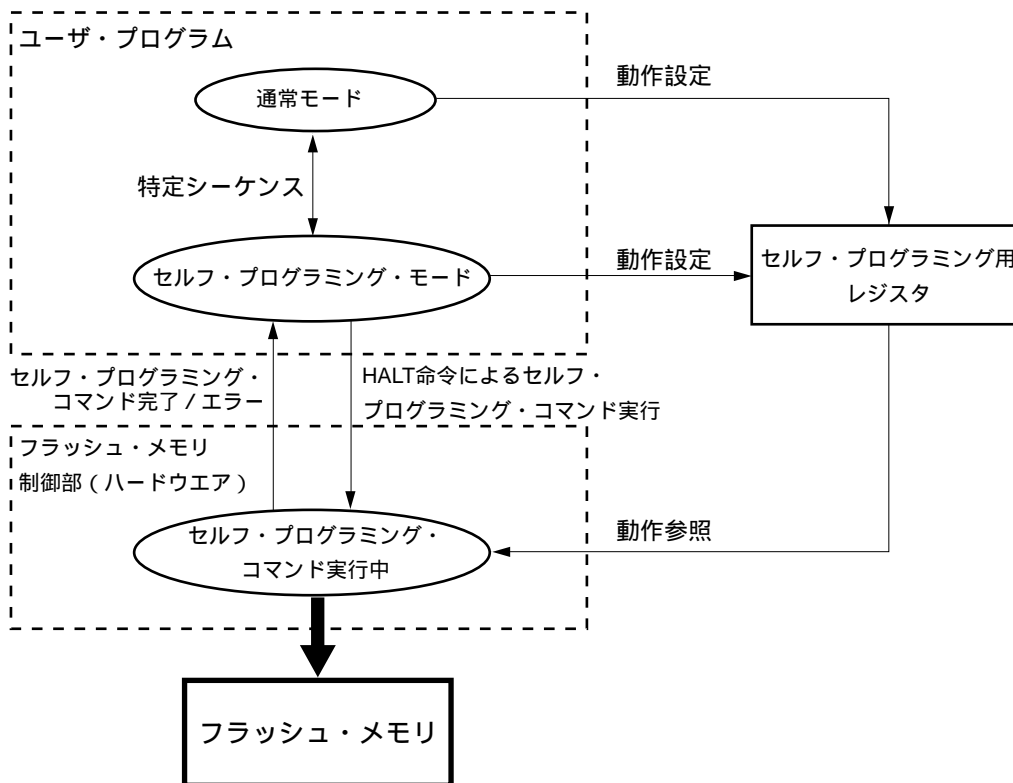 ユーザ・プログラム
通常モード
動作設定
特定シーケンス
セルフ・プログラミング・モード
動作設定
セルフ・プログラミング用
レジスタ
セルフ・プログラミング・
コマンド完了 / エラー
HALT命令によるセルフ・
プログラミング・コマンド実行
フラッシュ・メモリ
制御部（ハードウエア）
セルフ・プログラミング・
コマンド実行中
動作参照
フラッシュ・メモリ